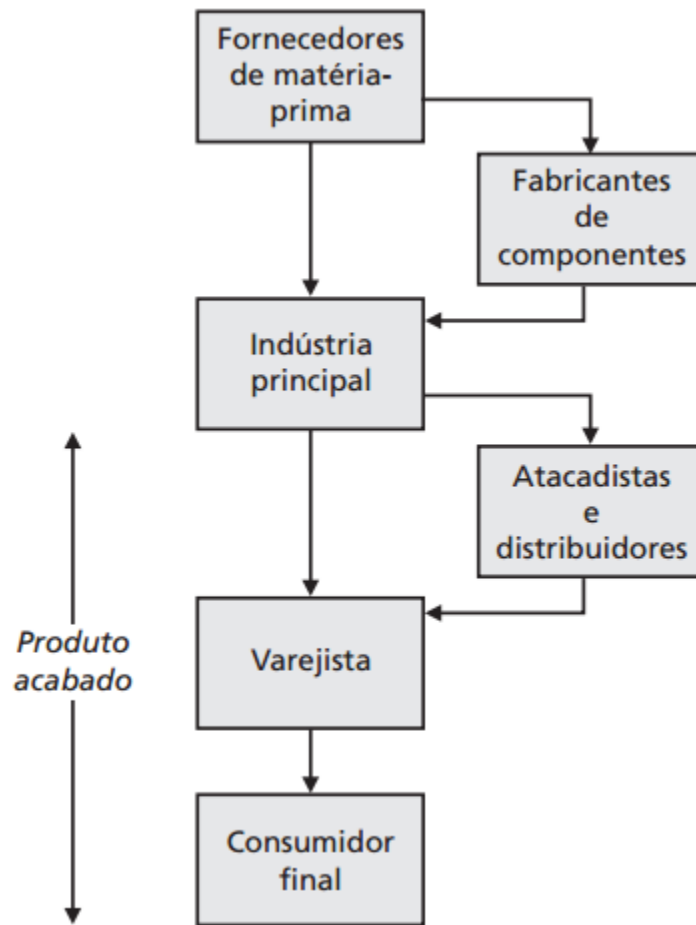 Fornecedores
de matéria-
prima
Fabricantes
de
componentes
Indústria
principal
Atacadistas
e
distribuidores
Produto
acabado
Varejista
Consumidor
final